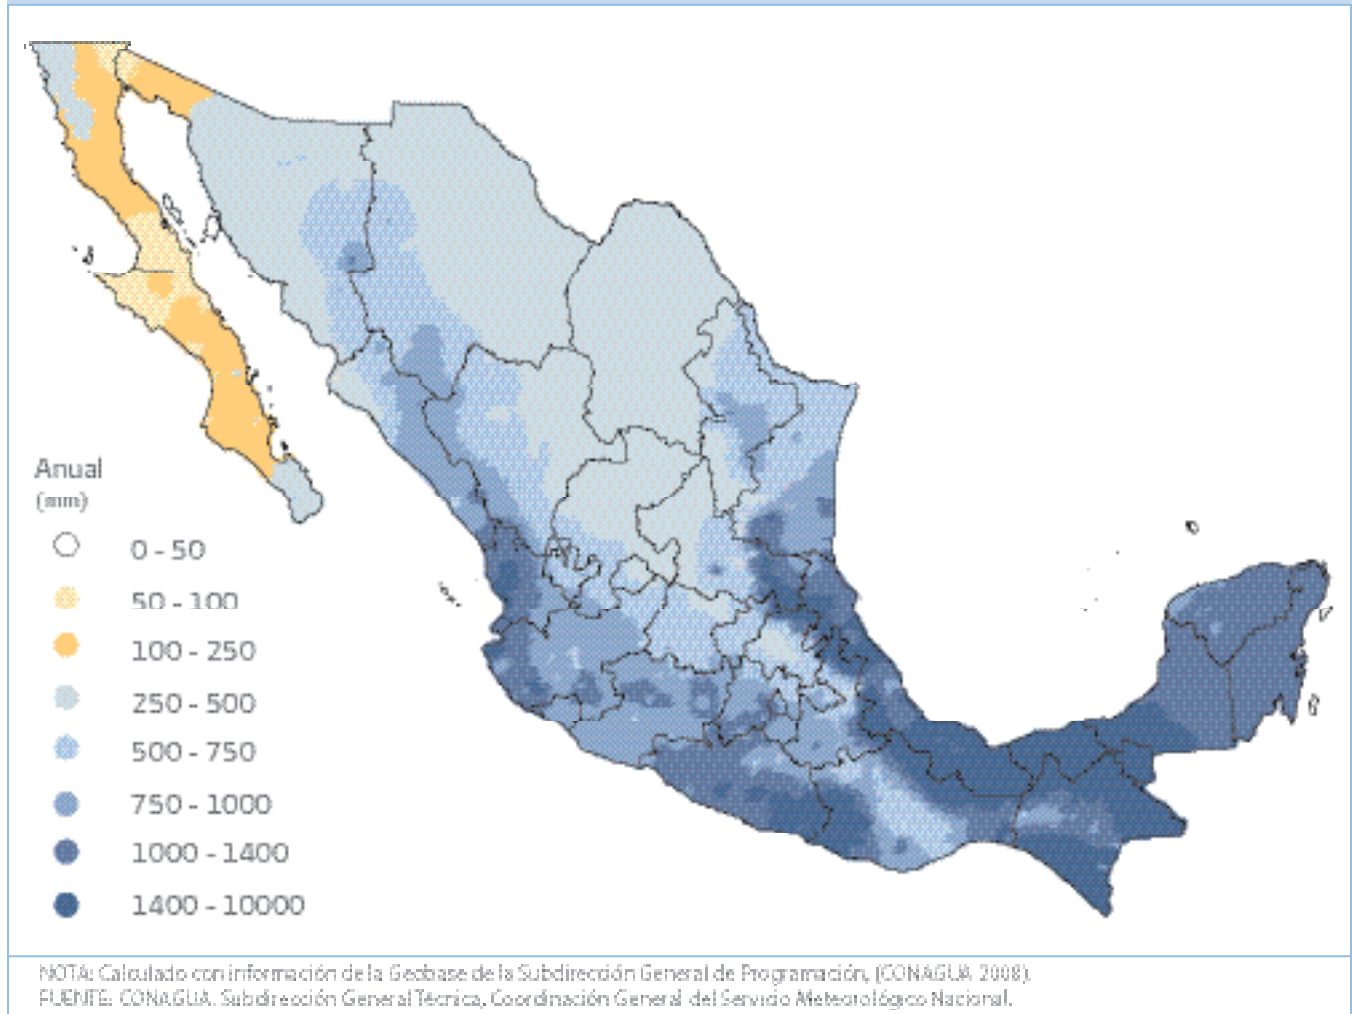 Anual
(mm)
0 - 50
50 - 100
100 - 250
250 - 500
500 - 750
750 - 1000
1000 - 1400
1400 - 10000
NOTA: Calculado con información de la Geobase de la Subdirección General de Programación, (CONAGUA 2008).
FUENTE: CONAGUA. Subdirección General Técnica, Coordinación General del Servicio Meteorológico Nacional.